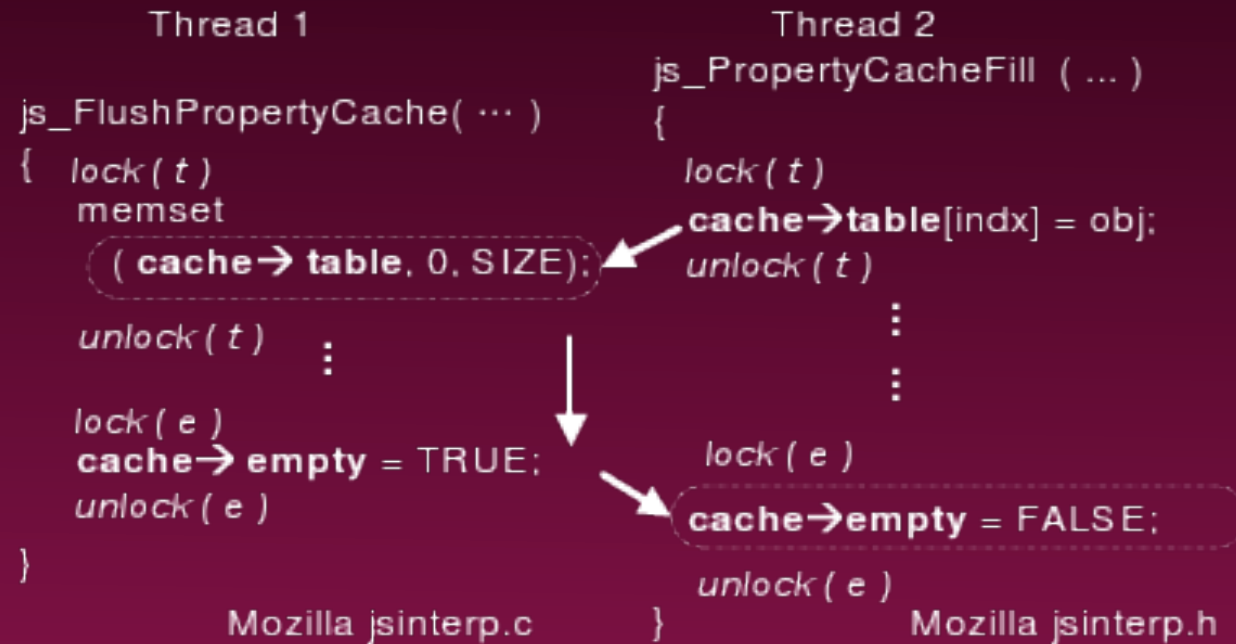 Thread 1
js_FlushPropertyCache( ··· )
{ lock ( t )
memset
( cache→ table, 0, SIZE);
unlock ( t )
⋮
lock ( e )
cache→ empty = TRUE;
unlock ( e )
}
Mozilla jsinterp.c
Thread 2
js_PropertyCacheFill ( ... )
{
lock ( t )
cache→table[indx] = obj;
unlock ( t )
⋮
⋮
lock ( e )
cache→empty = FALSE;
unlock ( e )
}
Mozilla jsinterp.h